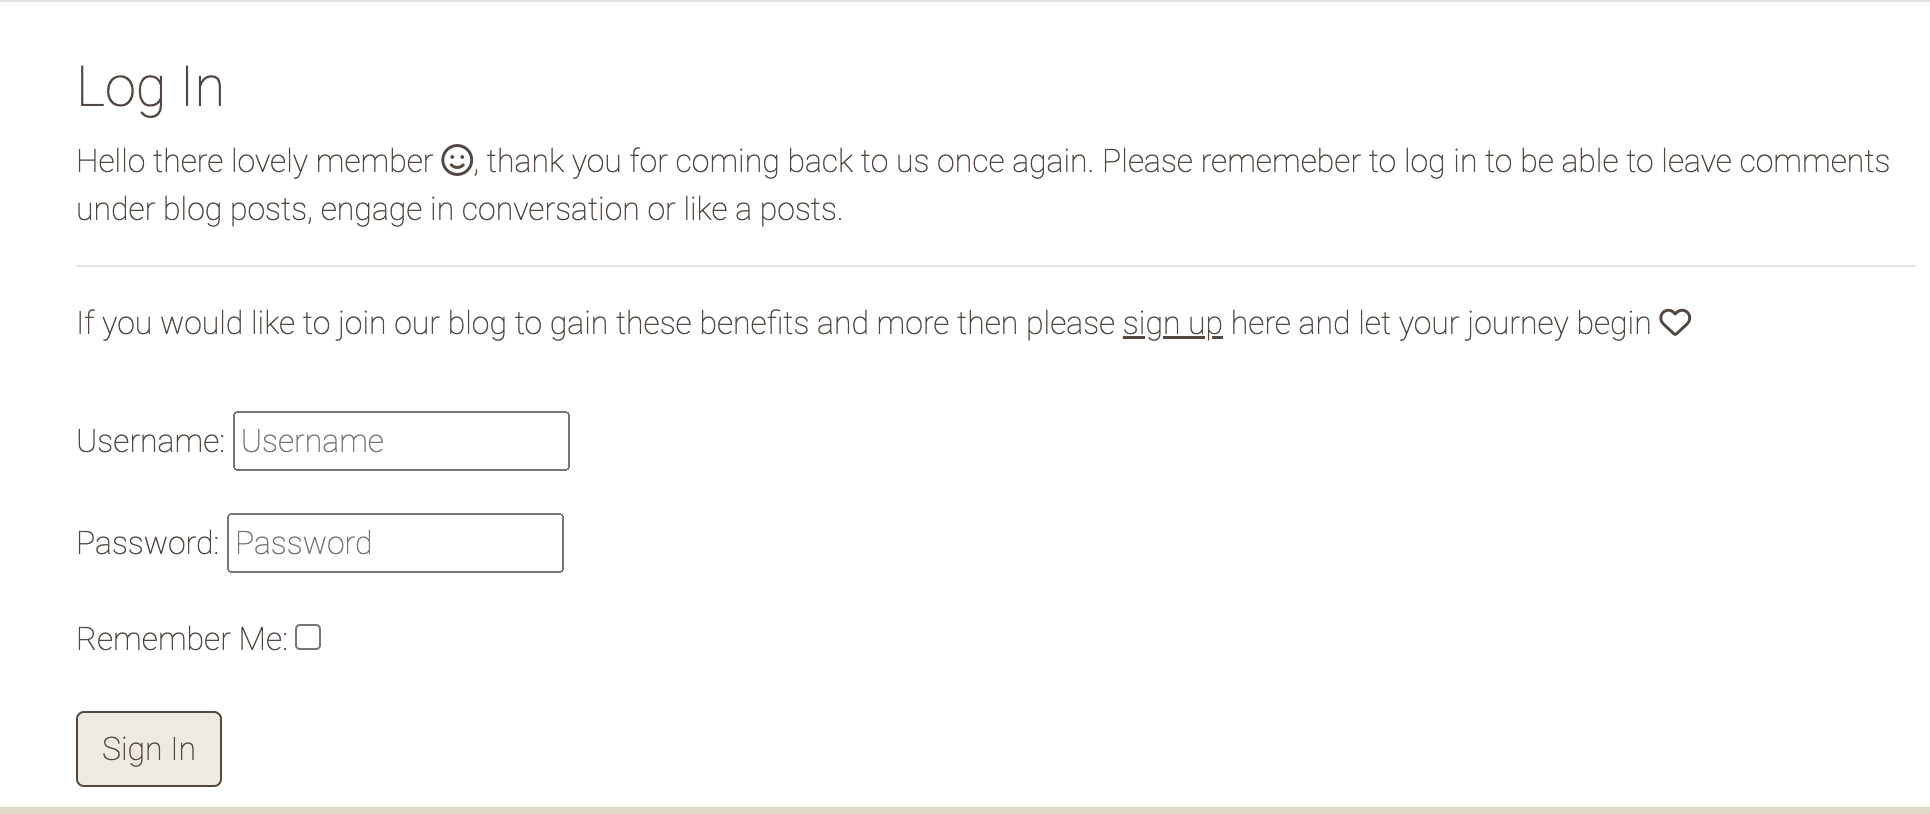 Log In
Hello there lovely member ☺, thank you for coming back to us once again. Please rememeber to log in to be able to leave comments
under blog posts, engage in conversation or like a posts.
If you would like to join our blog to gain these benefits and more then please sign up here and let your journey begin ♡
Username: Username
Password: Password
Remember Me:
Sign In